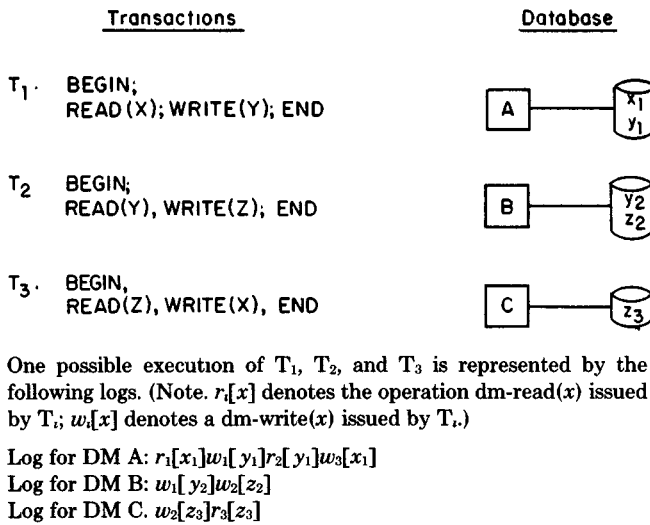 Transactions Database
T1. BEGIN;
READ(X); WRITE(Y); END
A
x1
y1
T2 BEGIN;
READ(Y), WRITE(Z); END
B
y2
z2
T3. BEGIN,
READ(Z), WRITE(X), END
C
z3
One possible execution of T1, T2, and T3 is represented by the
following logs. (Note. ri[x] denotes the operation dm-read(x) issued
by Ti; wi[x] denotes a dm-write(x) issued by Ti.)
Log for DM A: r1[x1]w1[y1]r2[y1]w3[x1]
Log for DM B: w1[y2]w2[z2]
Log for DM C. w2[z3]r3[z3]